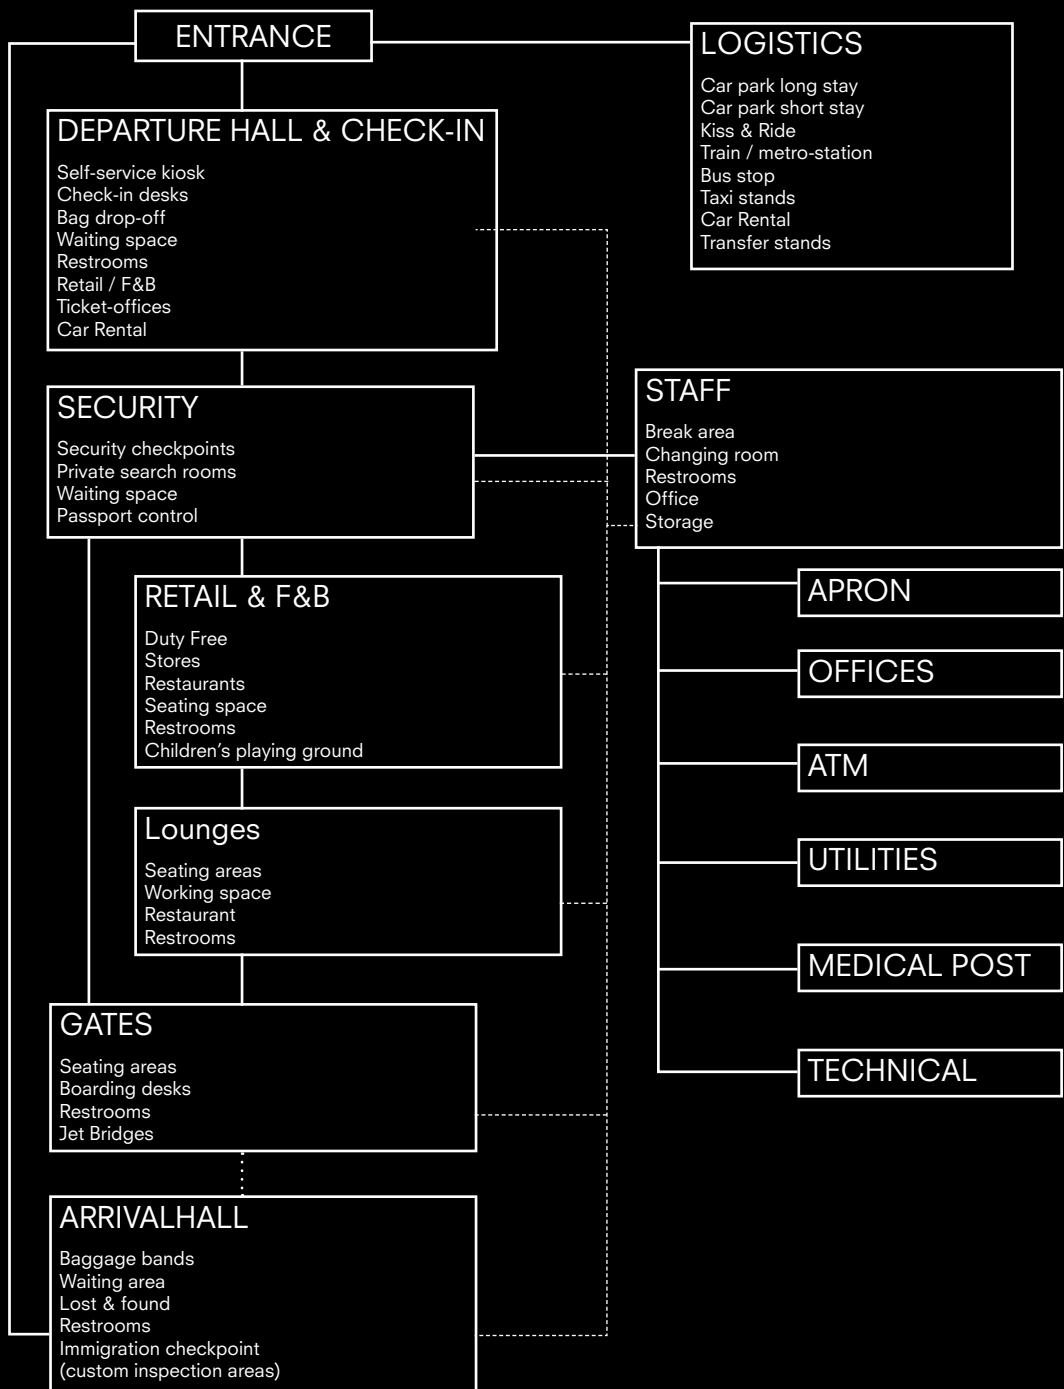 ENTRANCE
LOGISTICS
Car park long stay
Car park short stay
Kiss & Ride
Train / metro-station
Bus stop
Taxi stands
Car Rental
Transfer stands
DEPARTURE HALL & CHECK-IN
Self-service kiosk
Check-in desks
Bag drop-off
Waiting space
Restrooms
Retail / F&B
Ticket-offices
Car Rental
SECURITY
Security checkpoints
Private search rooms
Waiting space
Passport control
STAFF
Break area
Changing room
Restrooms
Office
Storage
RETAIL & F&B
Duty Free
Stores
Restaurants
Seating space
Restrooms
Children’s playing ground
Lounges
Seating areas
Working space
Restaurant
Restrooms
GATES
Seating areas
Boarding desks
Restrooms
Jet Bridges
ARRIVALHALL
Baggage bands
Waiting area
Lost & found
Restrooms
Immigration checkpoint
(custom inspection areas)
APRON
OFFICES
ATM
UTILITIES
MEDICAL POST
TECHNICAL